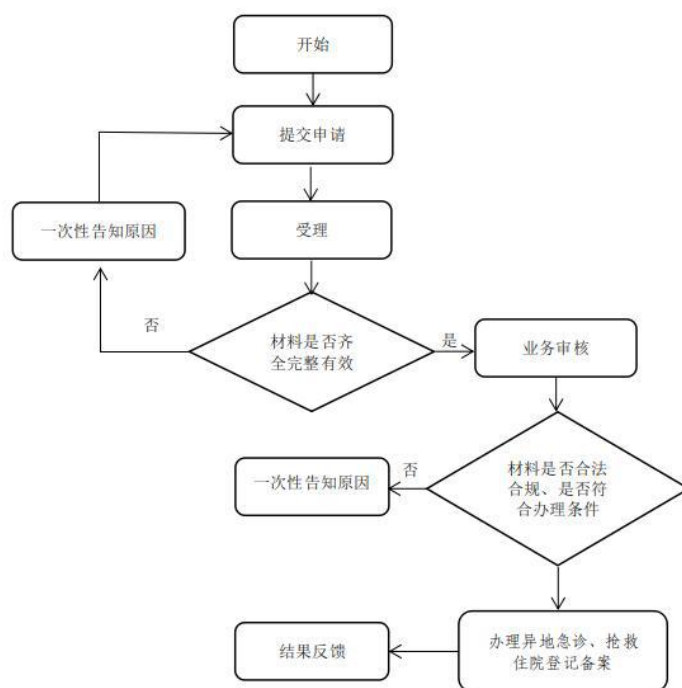 开始
提交申请
一次性告知原因
受理
否
材料是否齐
全完整有效
是
业务审核
一次性告知原因
否
材料是否合法
合规、是否符
合办理条件
结果反馈
办理异地急诊、抢救
住院登记备案